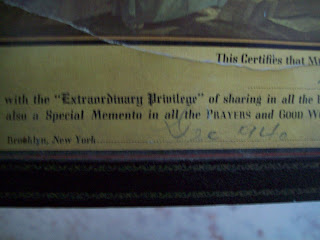 This Certifies that M
with the "Extraordinary Privilege" of sharing in all the
also a Special Memento in all the PRAYERS and GOOD W
Brooklyn, New York